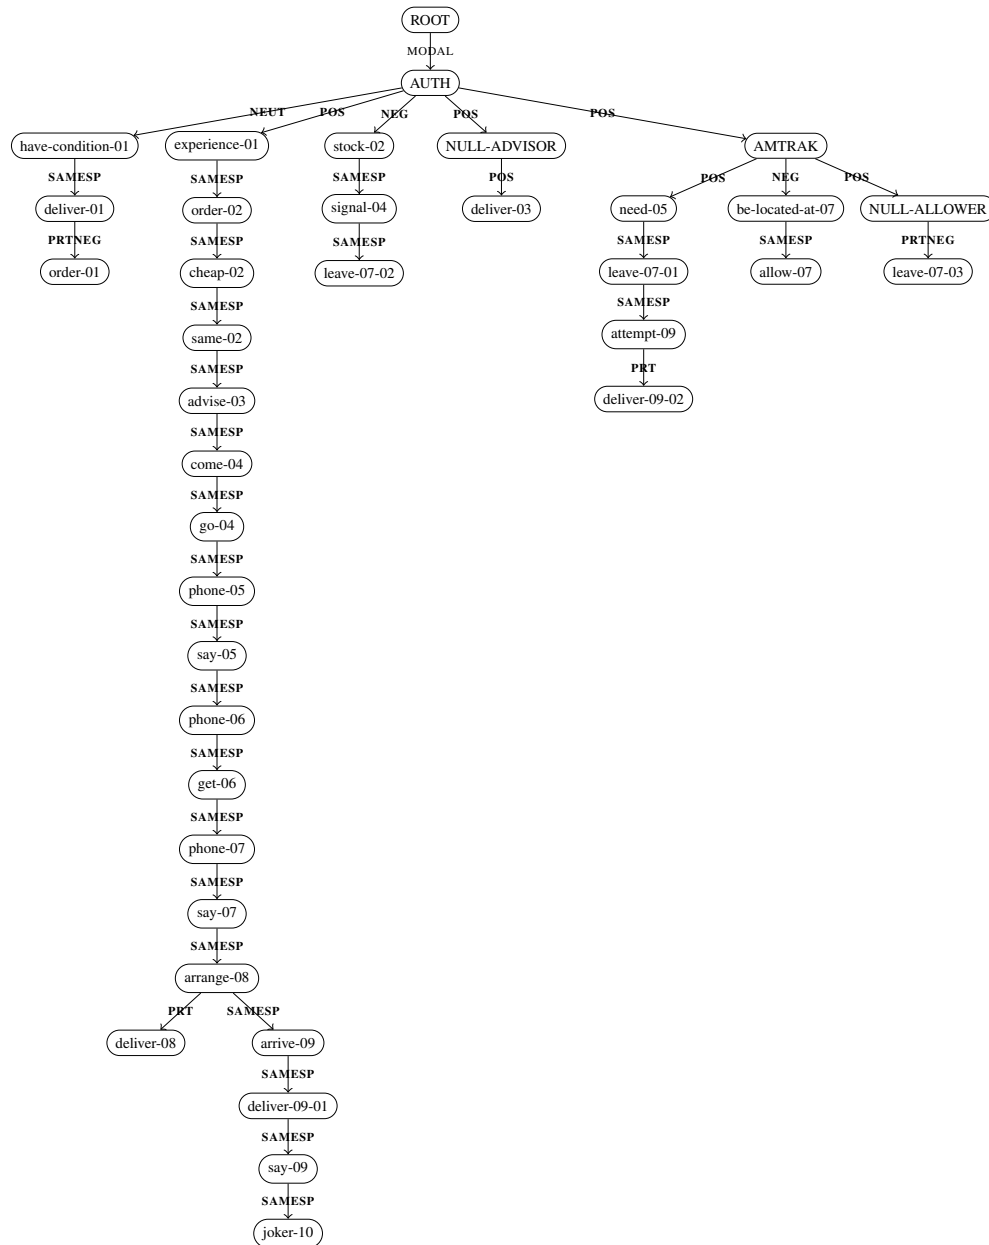 ROOT
MODAL
AUTH
NEUT POS NEG POS POS
have-condition-01 experience-01 stock-02 NULL-ADVISOR AMTRAK
SAMESP SAMESP SAMESP POS POS NEG POS
deliver-01 order-02 signal-04 deliver-03 need-05 be-located-at-07 NULL-ALLOWER
PRTNEG SAMESP SAMESP SAMESP SAMESP PRTNEG
order-01 cheap-02 leave-07-02 leave-07-01 allow-07 leave-07-03
SAMESP SAMESP
same-02 attempt-09
SAMESP PRT
advise-03 deliver-09-02
SAMESP
come-04
SAMESP
go-04
SAMESP
phone-05
SAMESP
say-05
SAMESP
phone-06
SAMESP
get-06
SAMESP
phone-07
SAMESP
say-07
SAMESP
arrange-08
PRT SAMESP
deliver-08 arrive-09
SAMESP
deliver-09-01
SAMESP
say-09
SAMESP
joker-10